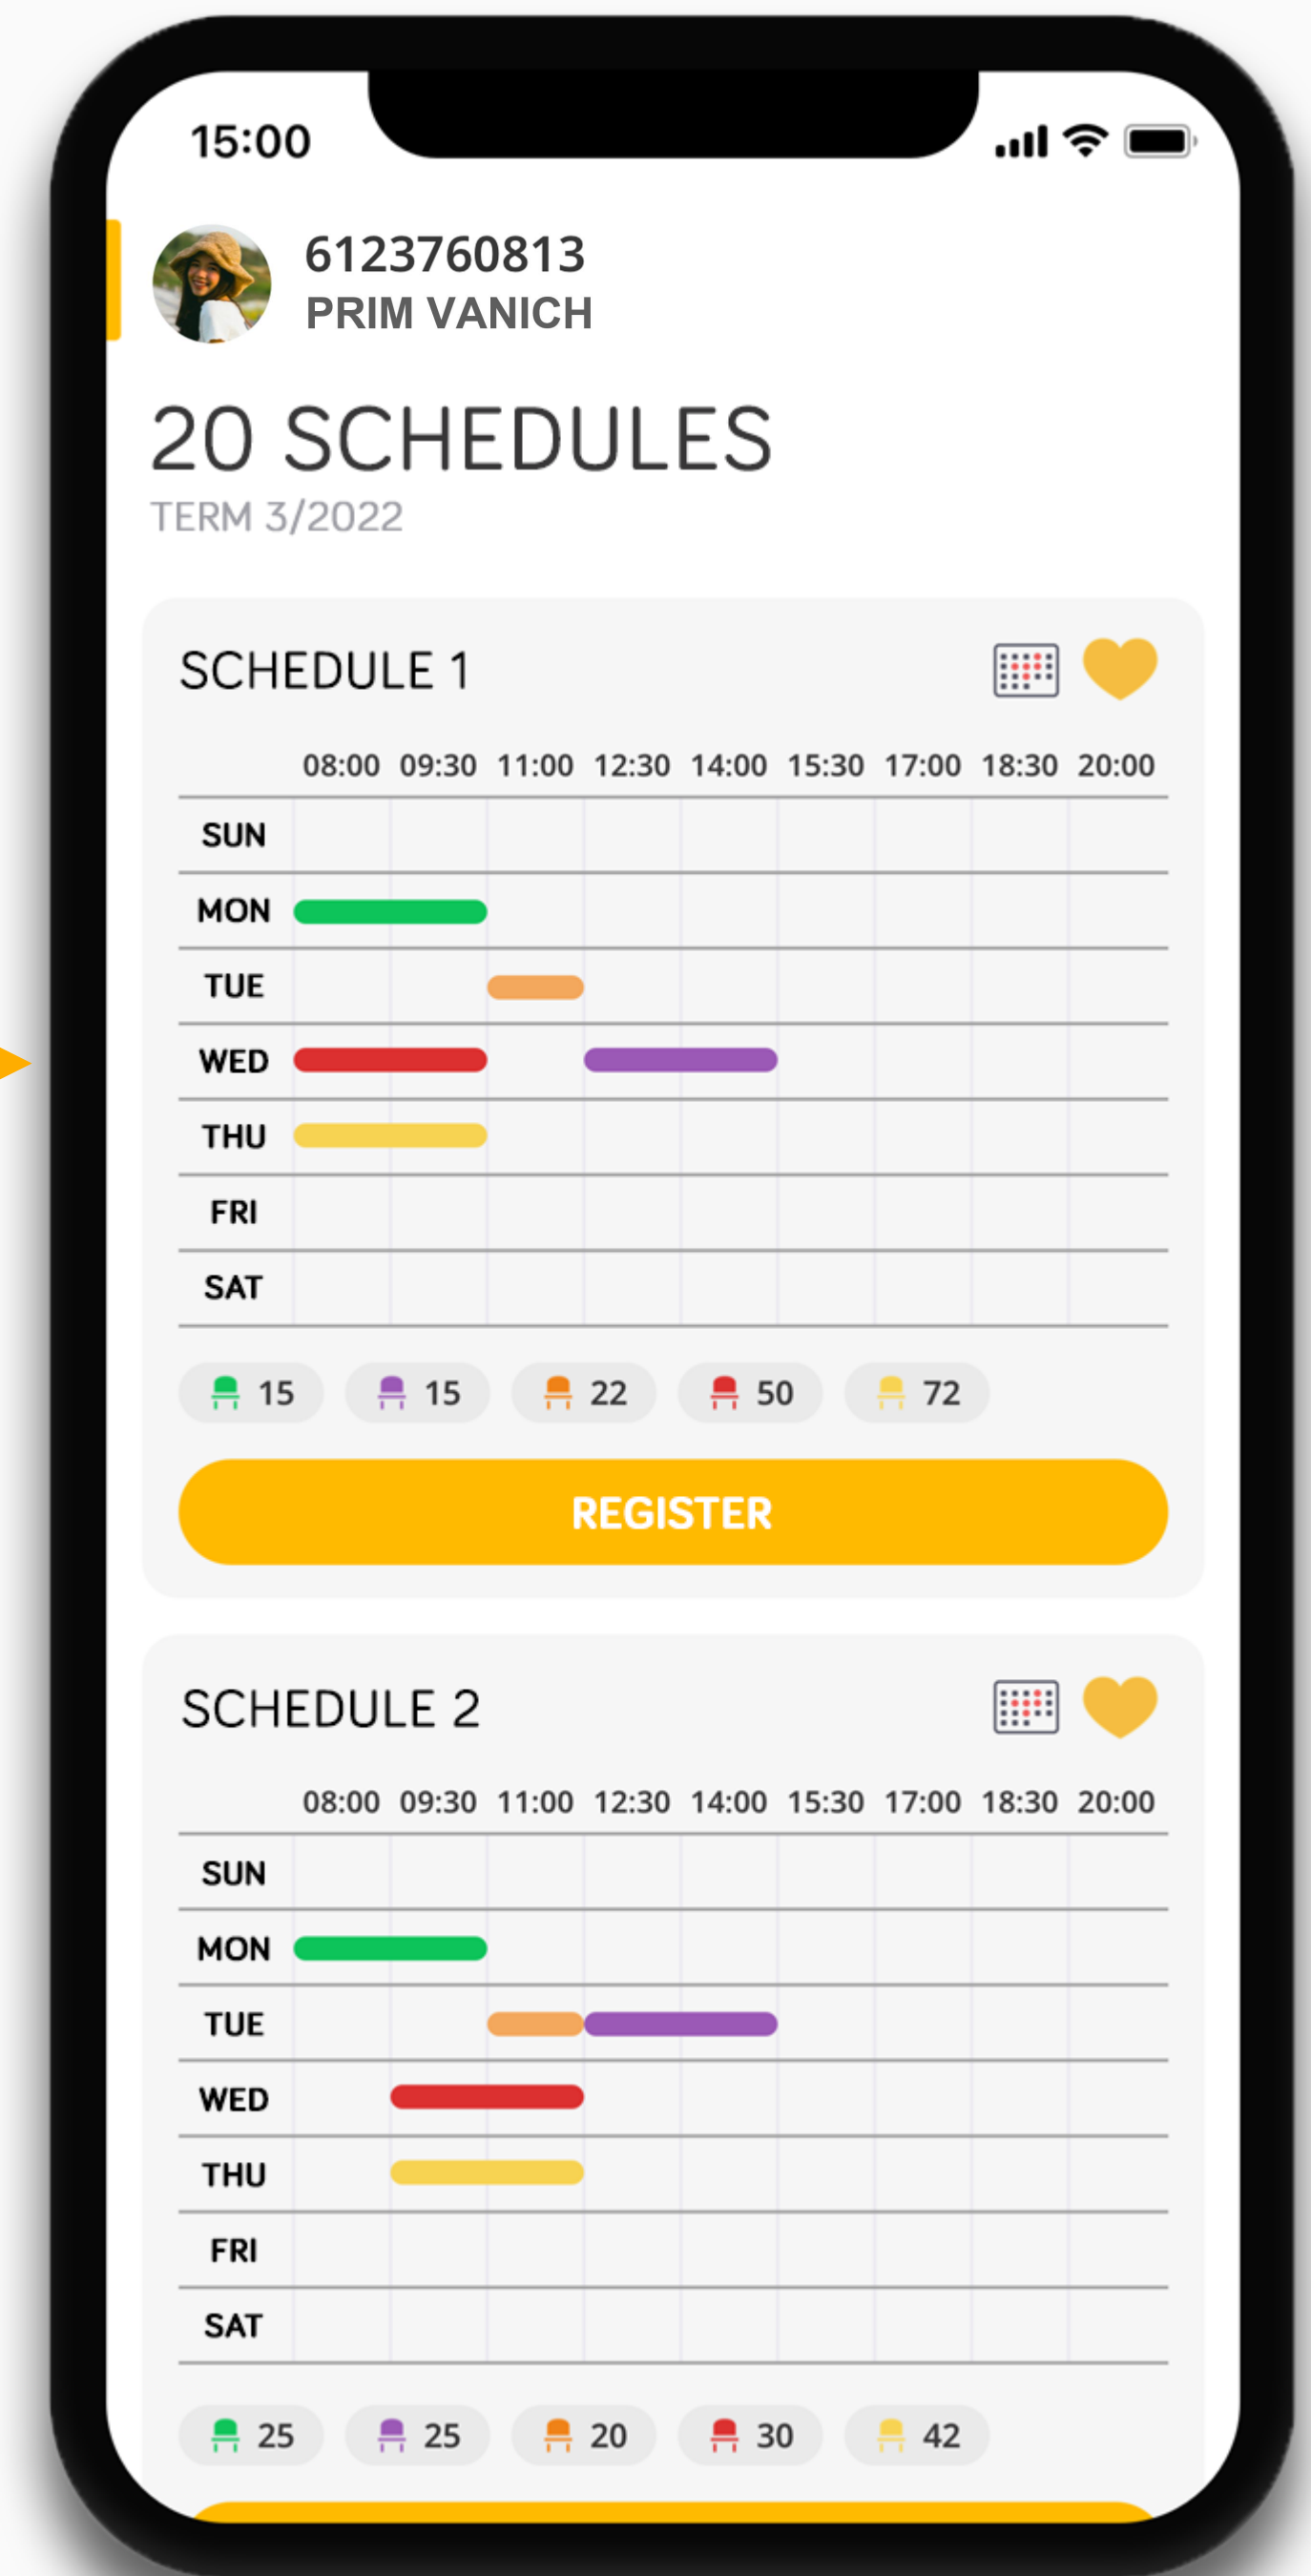 15:00
6123760813
PRIM VANICH
20 SCHEDULES
TERM 3/2022
SCHEDULE 1
08:00 09:30 11:00 12:30 14:00 15:30 17:00 18:30 20:00
SUN
MON
TUE
WED
THU
FRI
SAT
15 15 22 50 72
REGISTER
SCHEDULE 2
08:00 09:30 11:00 12:30 14:00 15:30 17:00 18:30 20:00
SUN
MON
TUE
WED
THU
FRI
SAT
25 25 20 30 42